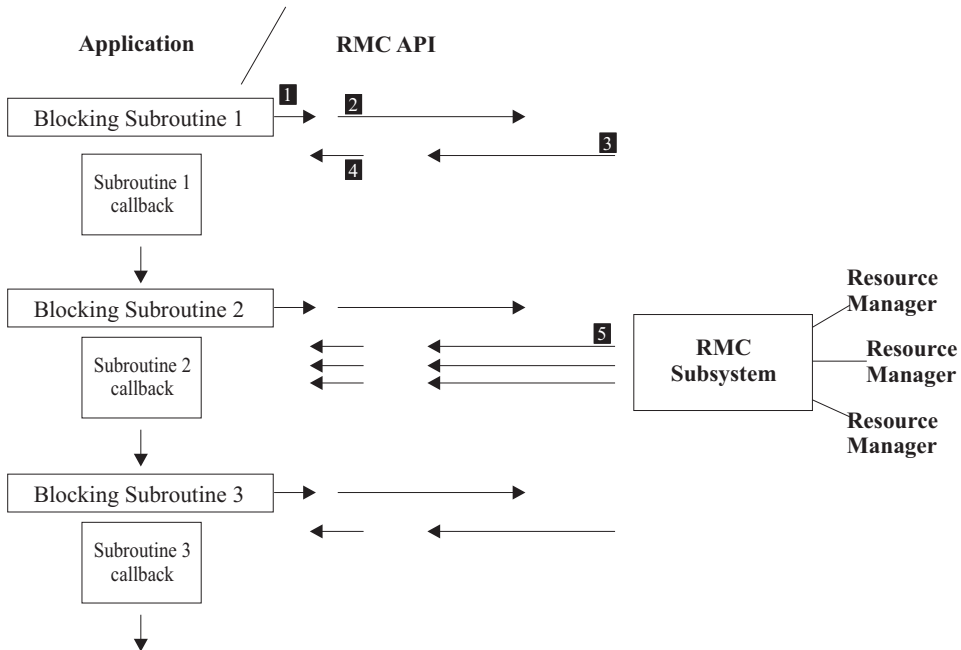 Application
RMC API
1
2
Blocking Subroutine 1
3
4
Subroutine 1
callback
Blocking Subroutine 2
5
Subroutine 2
callback
RMC
Subsystem
Resource
Manager
Resource
Manager
Resource
Manager
Blocking Subroutine 3
Subroutine 3
callback